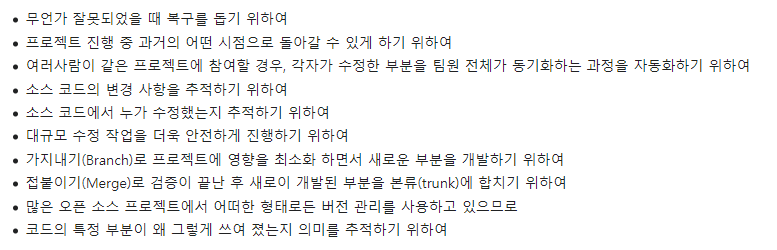 • 무언가 잘못되었을 때 복구를 돕기 위하여
• 프로젝트 진행 중 과거의 어떤 시점으로 돌아갈 수 있게 하기 위하여
• 여러사람이 같은 프로젝트에 참여할 경우, 각자가 수정한 부분을 팀원 전체가 동기화하는 과정을 자동화하기 위하여
• 소스 코드의 변경 사항을 추적하기 위하여
• 소스 코드에서 누가 수정했는지 추적하기 위하여
• 대규모 수정 작업을 더욱 안전하게 진행하기 위하여
• 가지내기(Branch)로 프로젝트에 영향을 최소화 하면서 새로운 부분을 개발하기 위하여
• 접붙이기(Merge)로 검증이 끝난 후 새로이 개발된 부분을 본류(trunk)에 합치기 위하여
• 많은 오픈 소스 프로젝트에서 어떠한 형태로든 버전 관리를 사용하고 있으므로
• 코드의 특정 부분이 왜 그렇게 쓰여 졌는지 의미를 추적하기 위하여